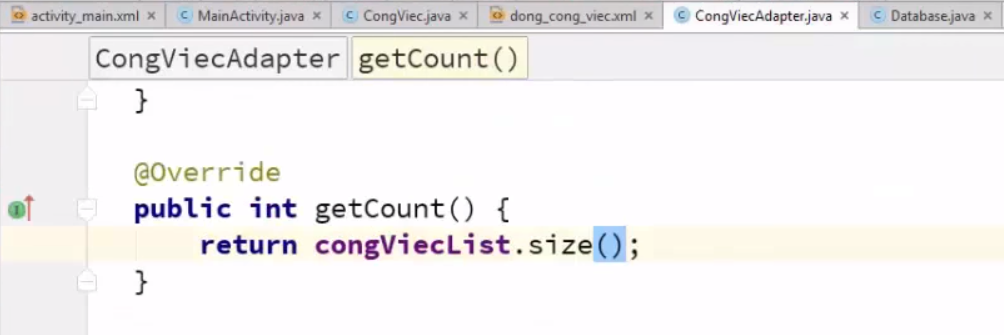 activity_main.xml × MainActivity.java × CongViec.java × dong_cong_viec.xml × CongViecAdapter.java × Database.java ×
CongViecAdapter getCount()
}
@Override
public int getCount() {
return congViecList.size();
}